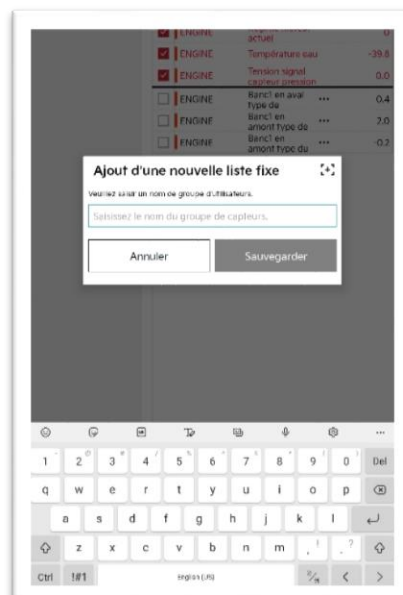 ENGINE
actuel
0
ENGINE Température eau -39.8
ENGINE Tension signal
capteur pression 0.0
ENGINE Banc1 en aval
type de ••• 0.4
ENGINE Banc1 en
amont type de ••• 2.0
ENGINE Banc1 en
amont type du ••• -0.2
Ajout d'une nouvelle liste fixe
Veuillez saisir un nom de groupe d'utilisateurs.
Saisissez le nom du groupe de capteurs.
Annuler Sauvegarder
1 2 3 4 5 6 7 8 9 0 Del
q w e r t y u i o p
a s d f g h j k l
z x c v b n m , ! . ?
Ctrl !#1 English (US)